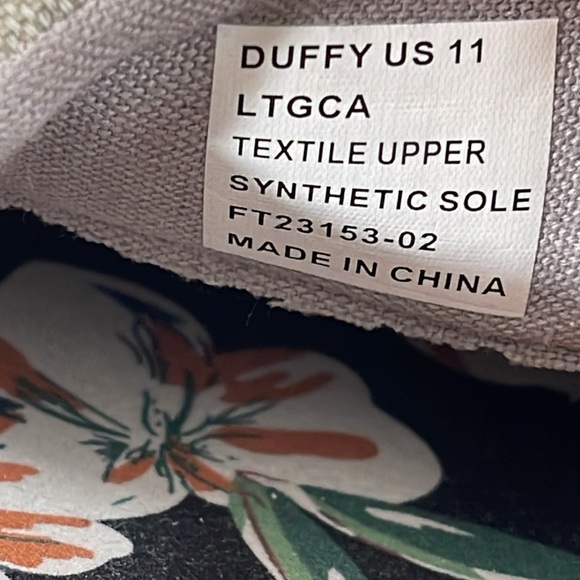 DUFFY US 11
LTGCA
TEXTILE UPPER
SYNTHETIC SOLE
FT23153-02
MADE IN CHINA